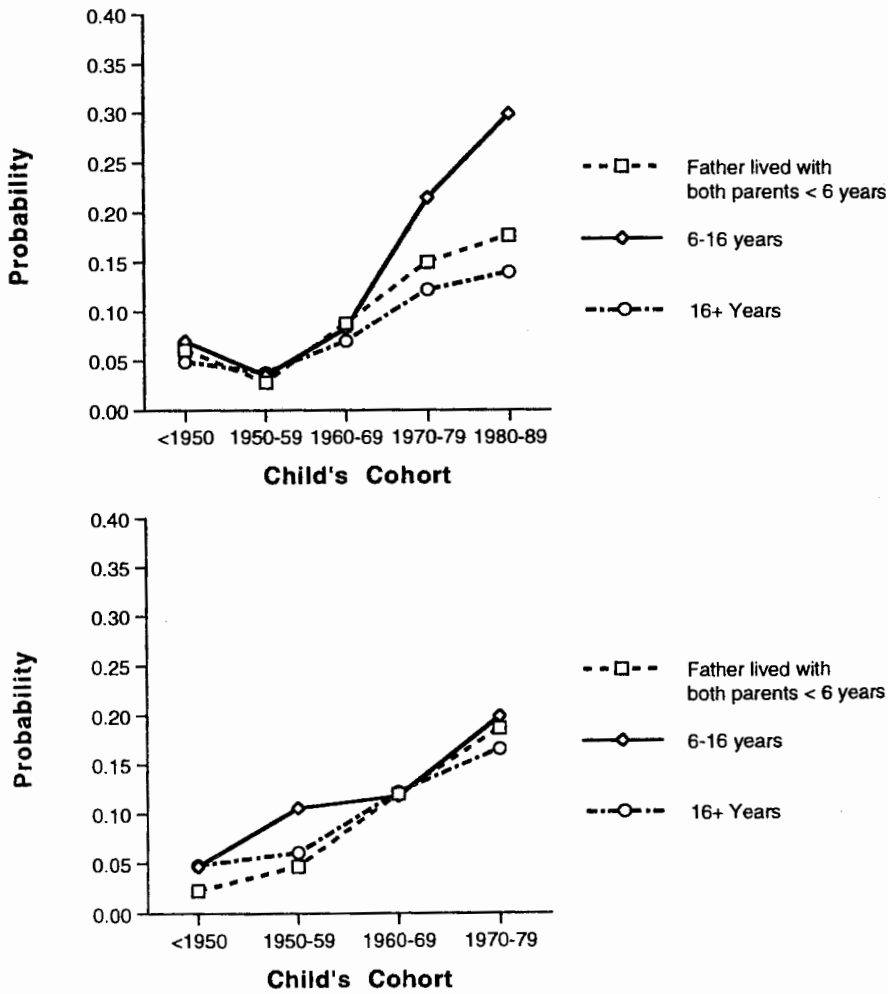 0.40
0.35
0.30
0.25
0.20
0.15
0.10
0.05
0.00
Probability
<1950 1950-59 1960-69 1970-79 1980-89
Child's Cohort
Father lived with
both parents < 6 years
6-16 years
16+ Years
0.40
0.35
0.30
0.25
0.20
0.15
0.10
0.05
0.00
Probability
<1950 1950-59 1960-69 1970-79
Child's Cohort
Father lived with
both parents < 6 years
6-16 years
16+ Years